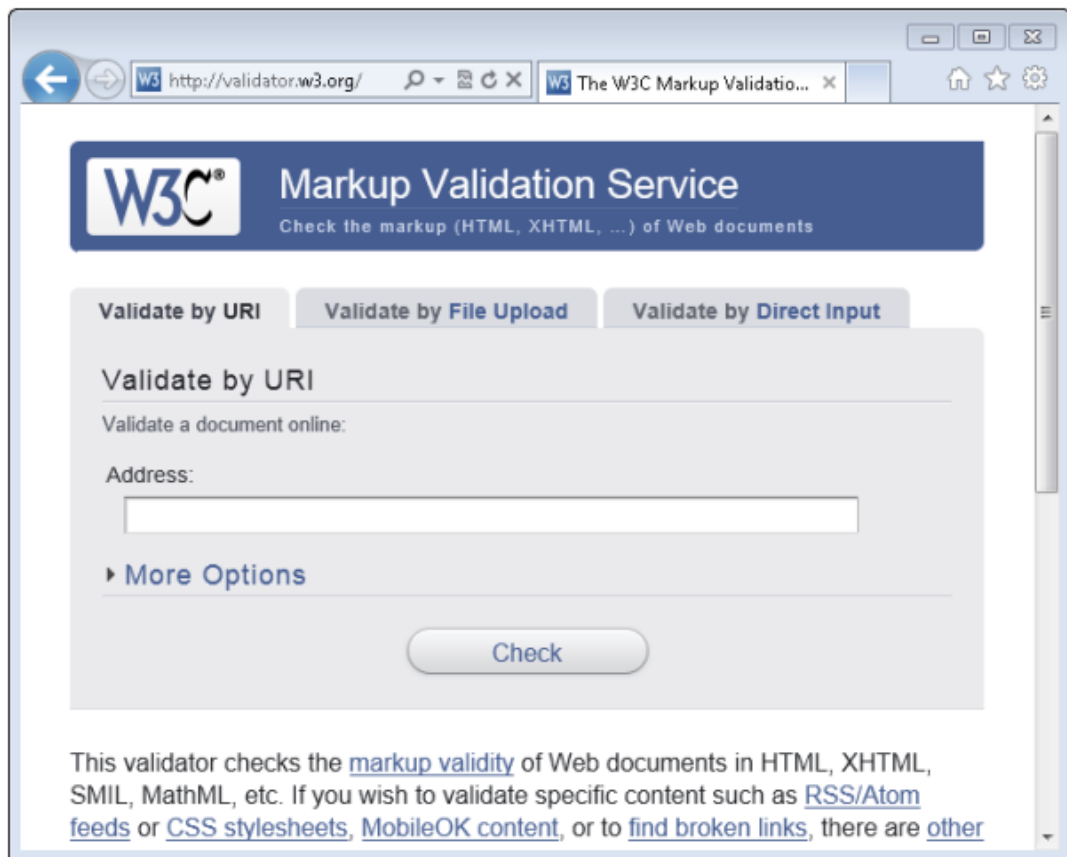 W3 http://validator.w3.org/
W3 The W3C Markup Validatio...
W3C®
Markup Validation Service
Check the markup (HTML, XHTML, ...) of Web documents
Validate by URI
Validate by File Upload
Validate by Direct Input
Validate by URI
Validate a document online:
Address:
More Options
Check
This validator checks the markup validity of Web documents in HTML, XHTML,
SMIL, MathML, etc. If you wish to validate specific content such as RSS/Atom
feeds or CSS stylesheets, MobileOK content, or to find broken links, there are other